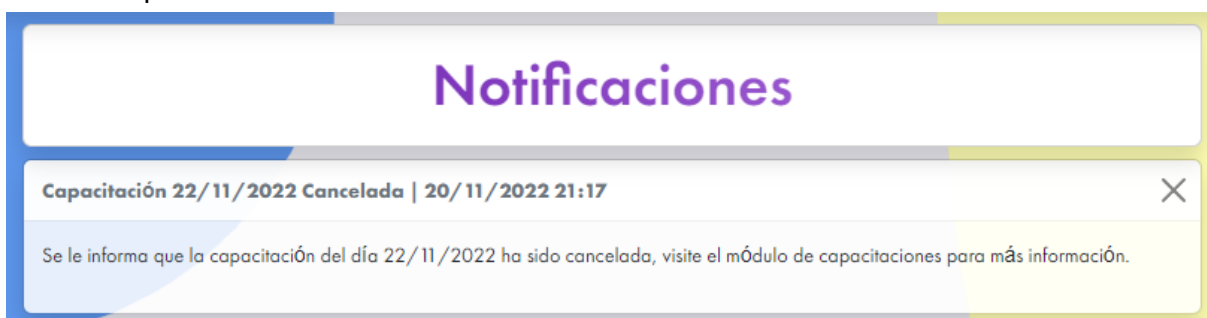 Notificaciones
Capacitación 22/11/2022 Cancelada | 20/11/2022 21:17
Se le informa que la capacitación del día 22/11/2022 ha sido cancelada, visite el módulo de capacitaciones para más información.